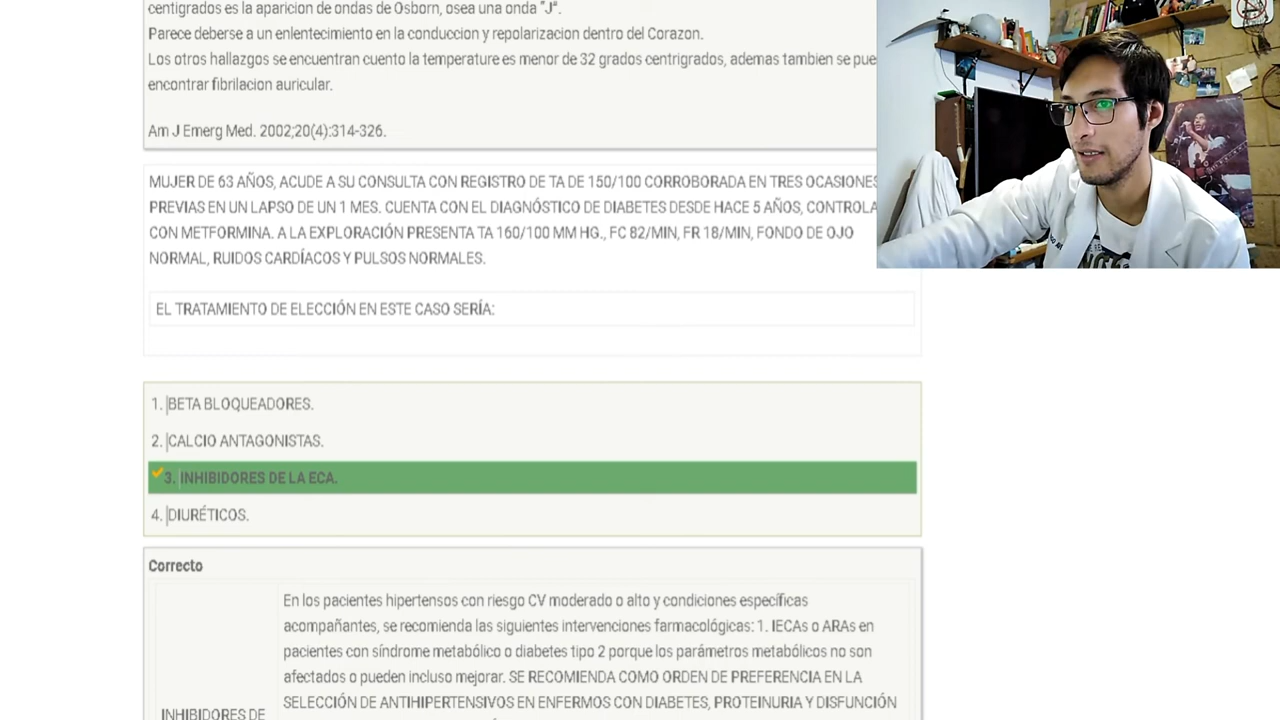 centigrados es la aparicion de ondas de Osborn, osea una onda "J".
Parece deberse a un enlentecimiento en la conduccion y repolarizacion dentro del Corazon.
Los otros hallazgos se encuentran cuento la temperature es menor de 32 grados centrigrados, ademas tambien se pue
encontrar fibrilacion auricular.
Am J Emerg Med. 2002;20(4):314-326.
MUJER DE 63 AÑOS, ACUDE A SU CONSULTA CON REGISTRO DE TA DE 150/100 CORROBORADA EN TRES OCASIONES
PREVIAS EN UN LAPSO DE UN 1 MES. CUENTA CON EL DIAGNÓSTICO DE DIABETES DESDE HACE 5 AÑOS, CONTROLA
CON METFORMINA. A LA EXPLORACIÓN PRESENTA TA 160/100 MM HG., FC 82/MIN, FR 18/MIN, FONDO DE OJO
NORMAL, RUIDOS CARDÍACOS Y PULSOS NORMALES.
EL TRATAMIENTO DE ELECCIÓN EN ESTE CASO SERÍA:
1. BETA BLOQUEADORES.
2. CALCIO ANTAGONISTAS.
3. INHIBIDORES DE LA ECA.
4. DIURÉTICOS.
Correcto
En los pacientes hipertensos con riesgo CV moderado o alto y condiciones específicas
acompañantes, se recomienda las siguientes intervenciones farmacológicas: 1. IECAs o ARAs en
pacientes con síndrome metabólico o diabetes tipo 2 porque los parámetros metabólicos no son
afectados o pueden incluso mejorar. SE RECOMIENDA COMO ORDEN DE PREFERENCIA EN LA
SELECCIÓN DE ANTIHIPERTENSIVOS EN ENFERMOS CON DIABETES, PROTEINURIA Y DISFUNCIÓN
INHIBIDORES DE